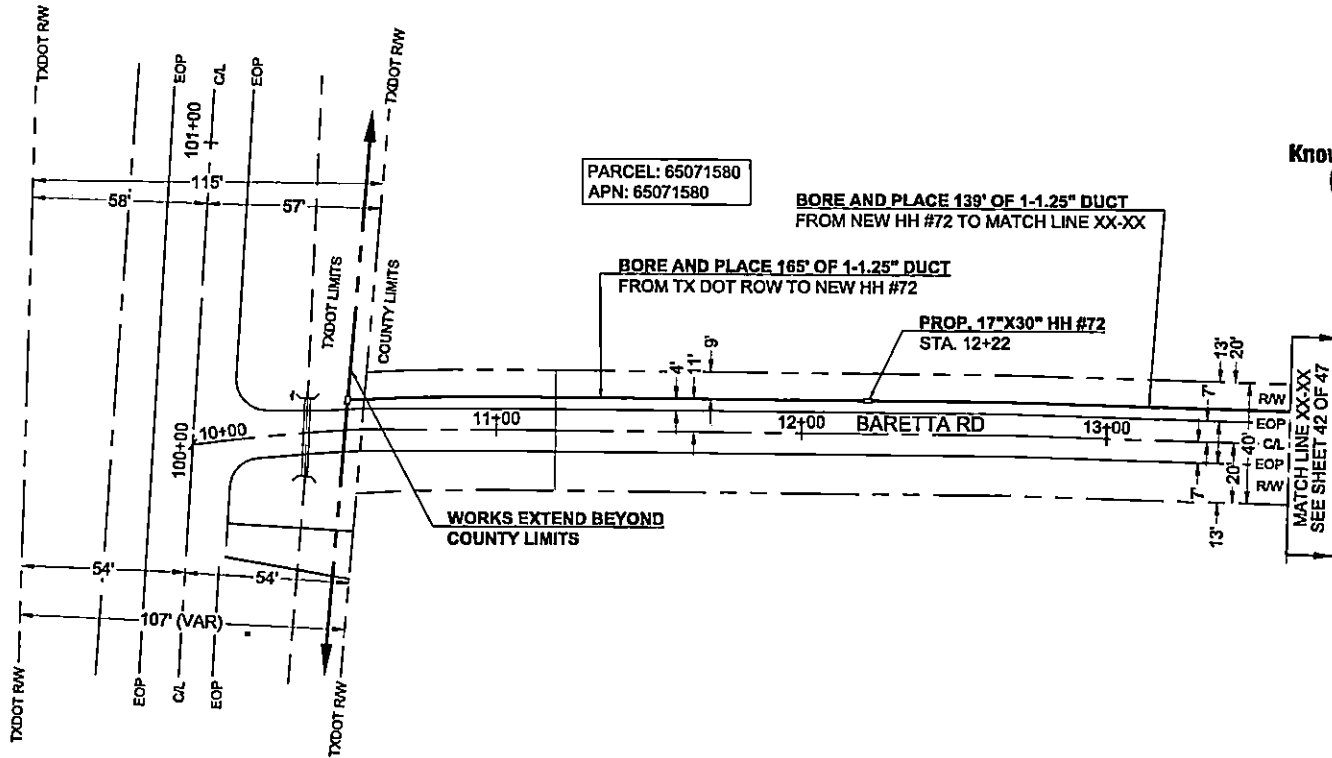 TXDOT R/W
EOP
C/L
EOP
TXDOT R/W
101+00
115'
58'
57'
PARCEL: 65071580
APN: 65071580
BORE AND PLACE 139' OF 1-1.25" DUCT
FROM NEW HH #72 TO MATCH LINE XX-XX
BORE AND PLACE 165' OF 1-1.25" DUCT
FROM TX DOT ROW TO NEW HH #72
PROP. 17"X30" HH #72
STA. 12+22
TXDOT LIMITS
COUNTY LIMITS
4'
11'
9'
13'
20'
7'
40'
R/W
EOP
C/L
EOP
R/W
MATCH LINE XX-XX
SEE SHEET 42 OF 47
100+00
10+00
11+00
12+00
BARETTA RD
13+00
7'
20'
13'
WORKS EXTEND BEYOND
COUNTY LIMITS
54'
54'
107' (VAR)
TXDOT R/W
EOP
C/L
EOP
TXDOT R/W